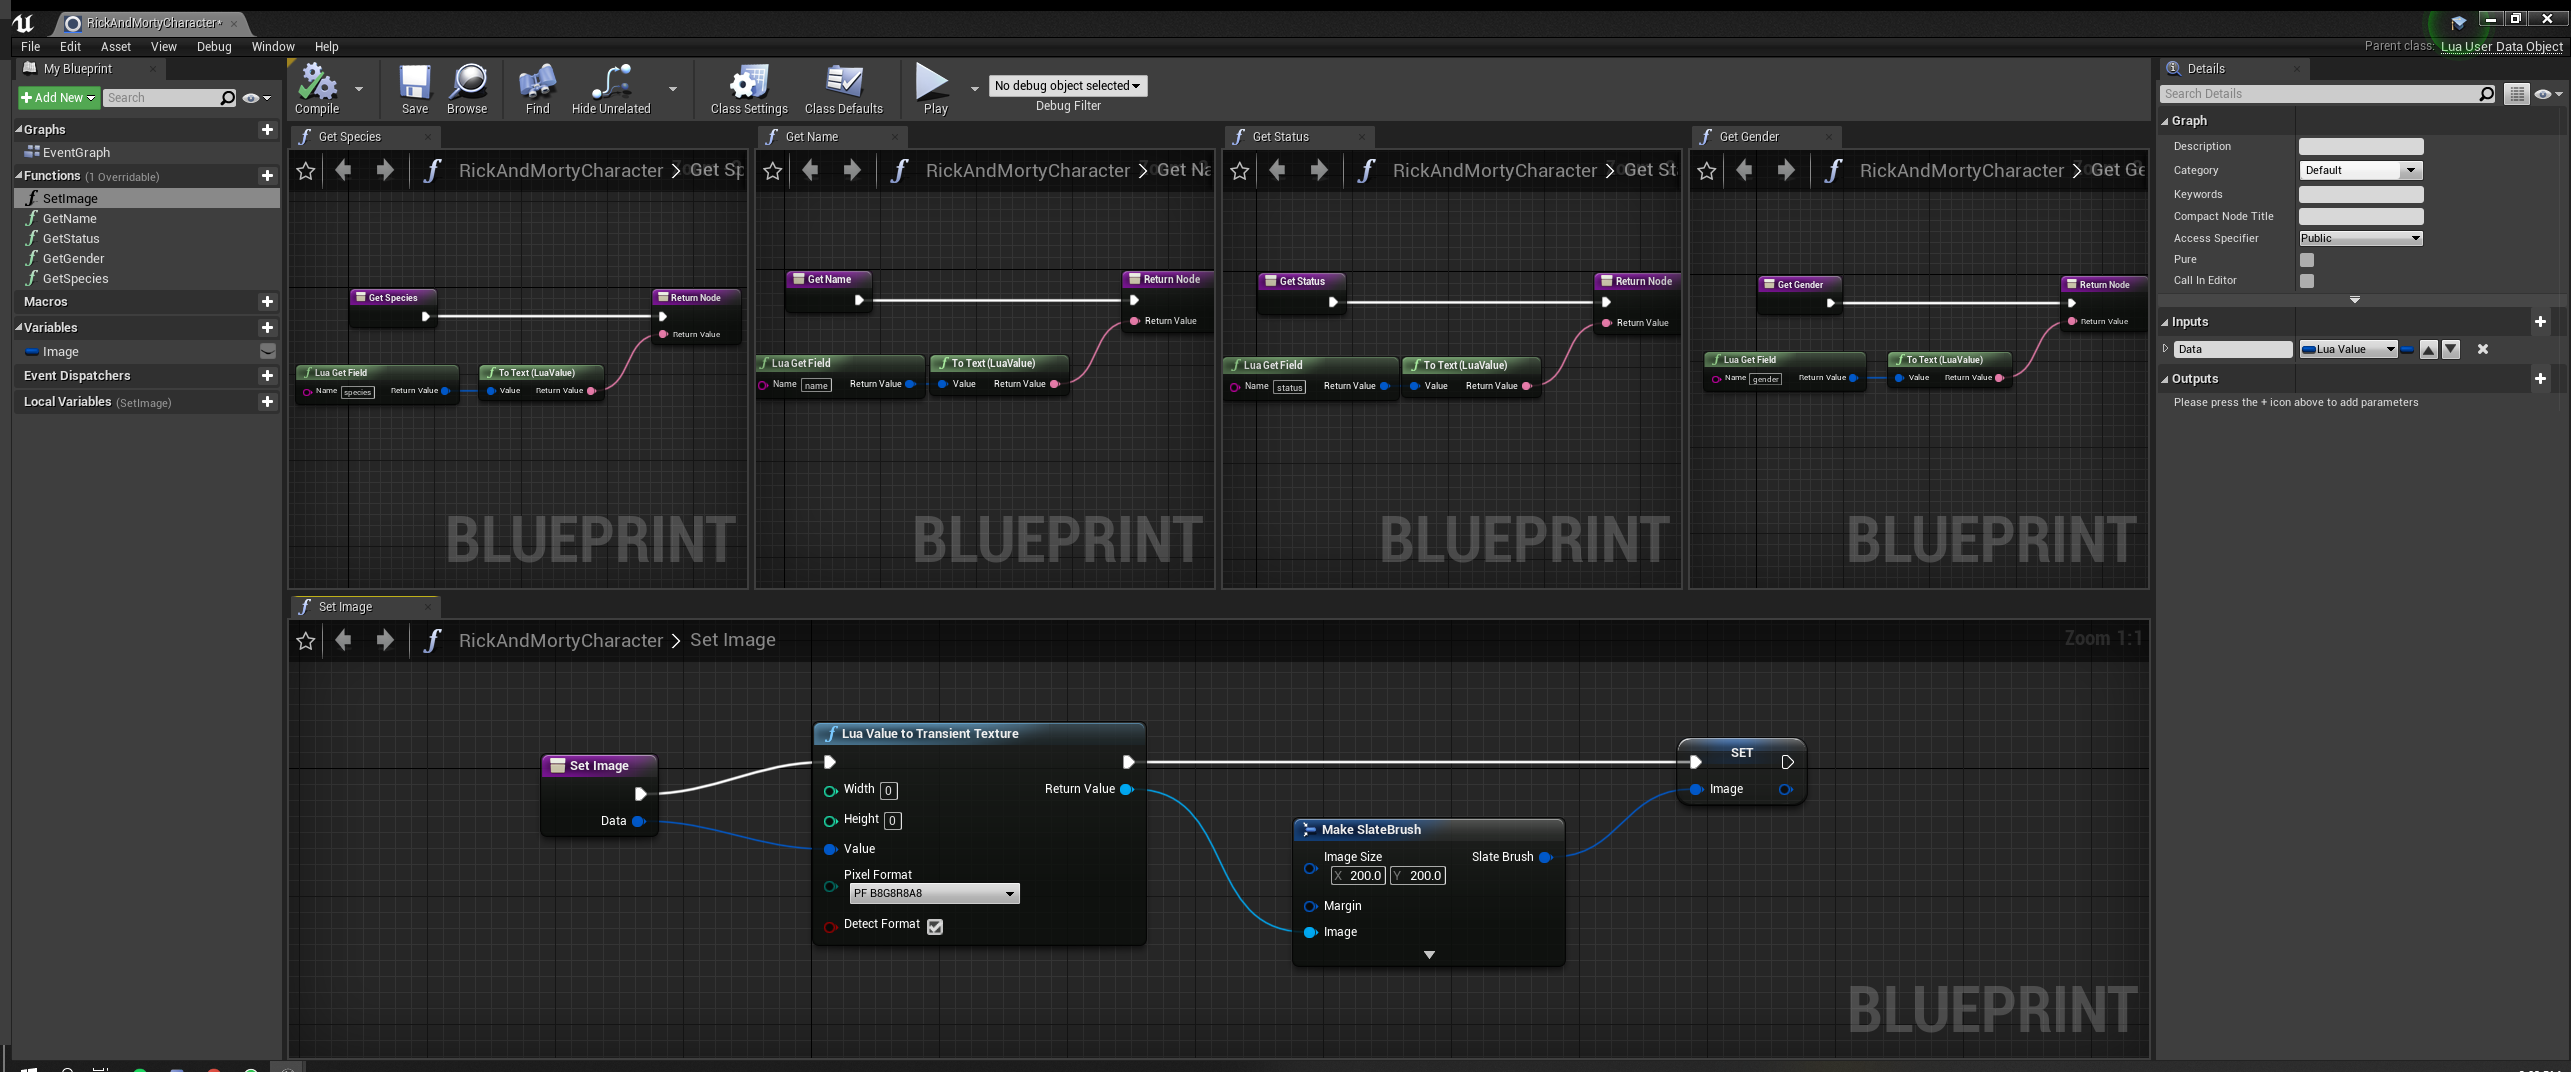 RickAndMortyCharacter*
File Edit Asset View Debug Window Help
Parent class: Lua User Data Object
My Blueprint
Add New
Search
Graphs
EventGraph
Functions (1 Overridable)
SetImage
GetName
GetStatus
GetGender
GetSpecies
Macros
Variables
Image
Event Dispatchers
Local Variables (SetImage)
Compile
Save
Browse
Find
Hide Unrelated
Class Settings
Class Defaults
Play
No debug object selected
Debug Filter
Get Species
RickAndMortyCharacter > Get Sp
Get Species
Return Node
Return Value
Lua Get Field
Name species Return Value
To Text (LuaValue)
Value Return Value
BLUEPRINT
Get Name
RickAndMortyCharacter > Get Na
Get Name
Return Node
Return Value
Lua Get Field
Name name Return Value
To Text (LuaValue)
Value Return Value
BLUEPRINT
Get Status
RickAndMortyCharacter > Get Sta
Get Status
Return Node
Return Value
Lua Get Field
Name status Return Value
To Text (LuaValue)
Value Return Value
BLUEPRINT
Get Gender
RickAndMortyCharacter > Get Ge
Get Gender
Return Node
Return Value
Lua Get Field
Name gender Return Value
To Text (LuaValue)
Value Return Value
BLUEPRINT
Set Image
RickAndMortyCharacter > Set Image
Zoom 1:1
Set Image
Data
Lua Value to Transient Texture
Width 0
Return Value
Height 0
Value
Pixel Format
PF B8G8R8A8
Detect Format
Make SlateBrush
Image Size
X 200.0 Y 200.0
Slate Brush
Margin
Image
SET
Image
BLUEPRINT
Details
Search Details
Graph
Description
Category Default
Keywords
Compact Node Title
Access Specifier Public
Pure
Call In Editor
Inputs
Data Lua Value
Outputs
Please press the + icon above to add parameters